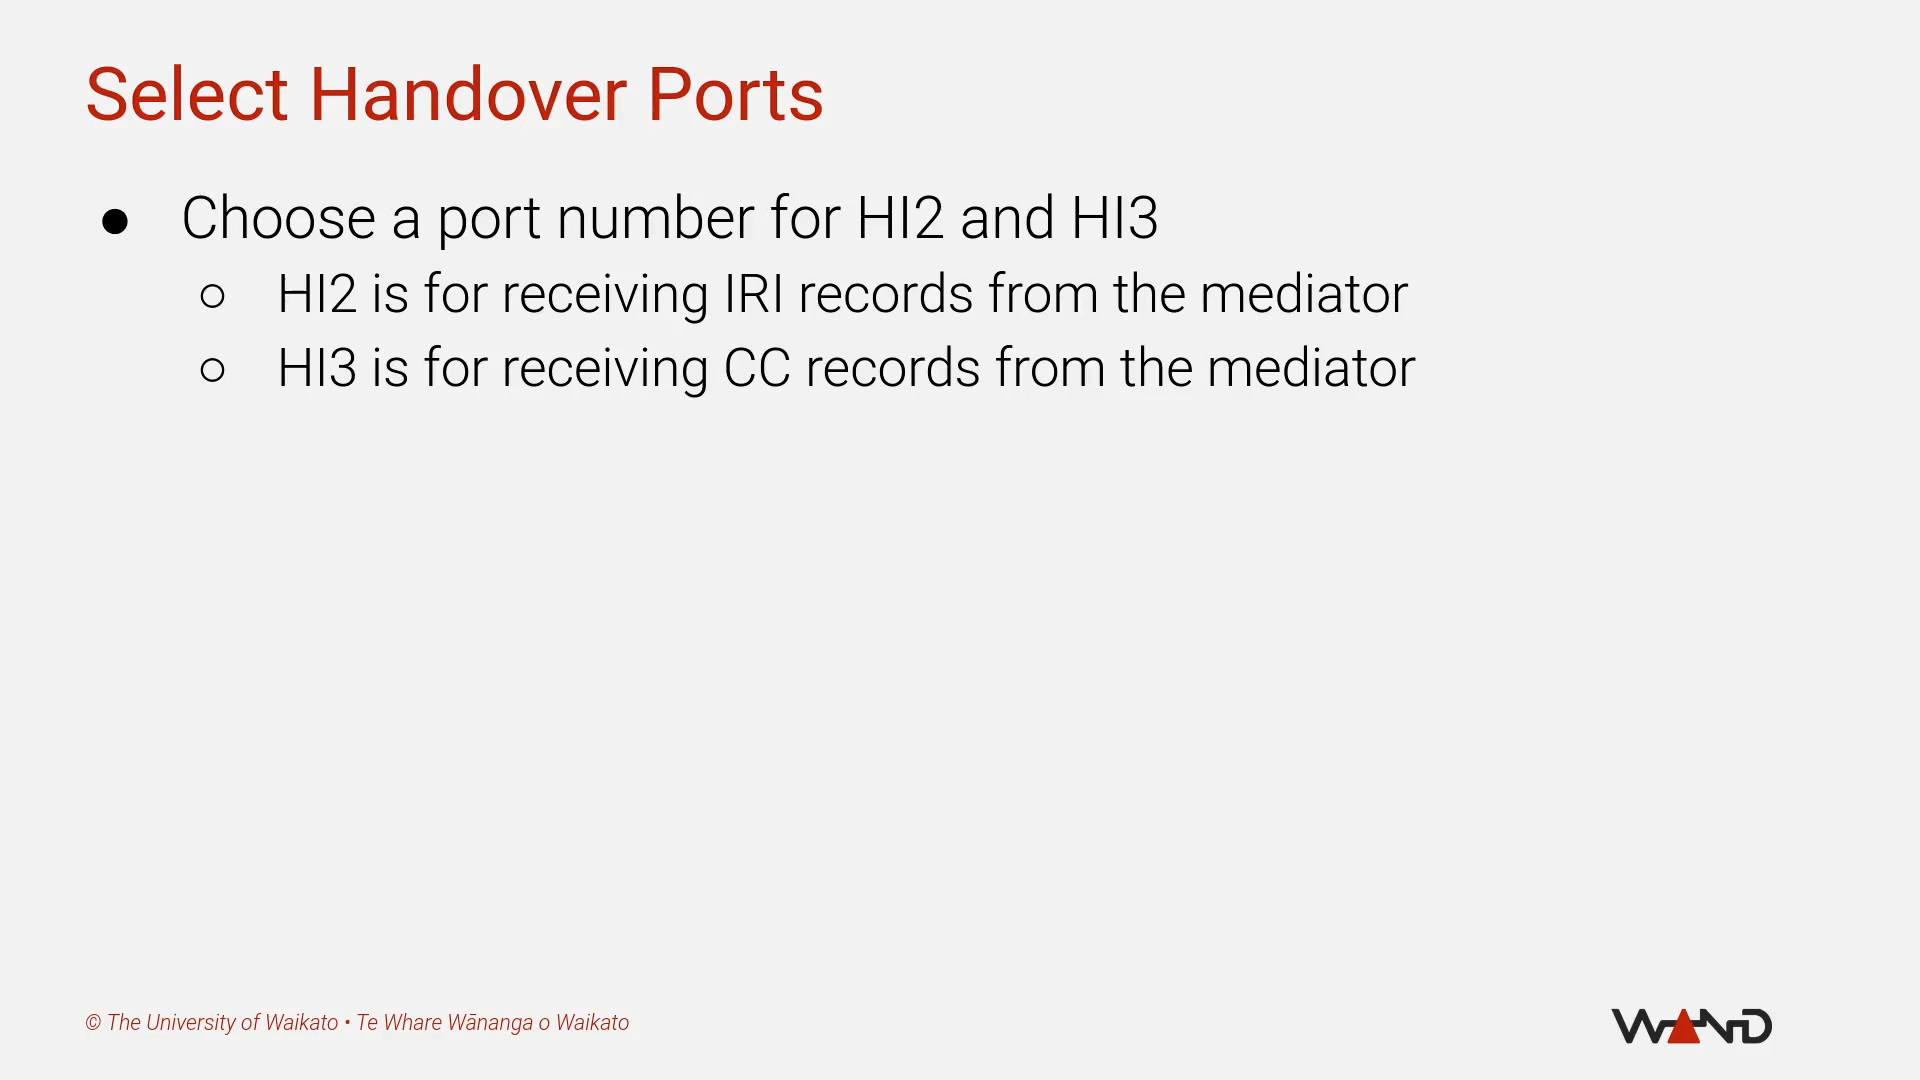 Select Handover Ports
● Choose a port number for HI2 and HI3
○ HI2 is for receiving IRI records from the mediator
○ HI3 is for receiving CC records from the mediator
© The University of Waikato • Te Whare Wānanga o Waikato
WAND